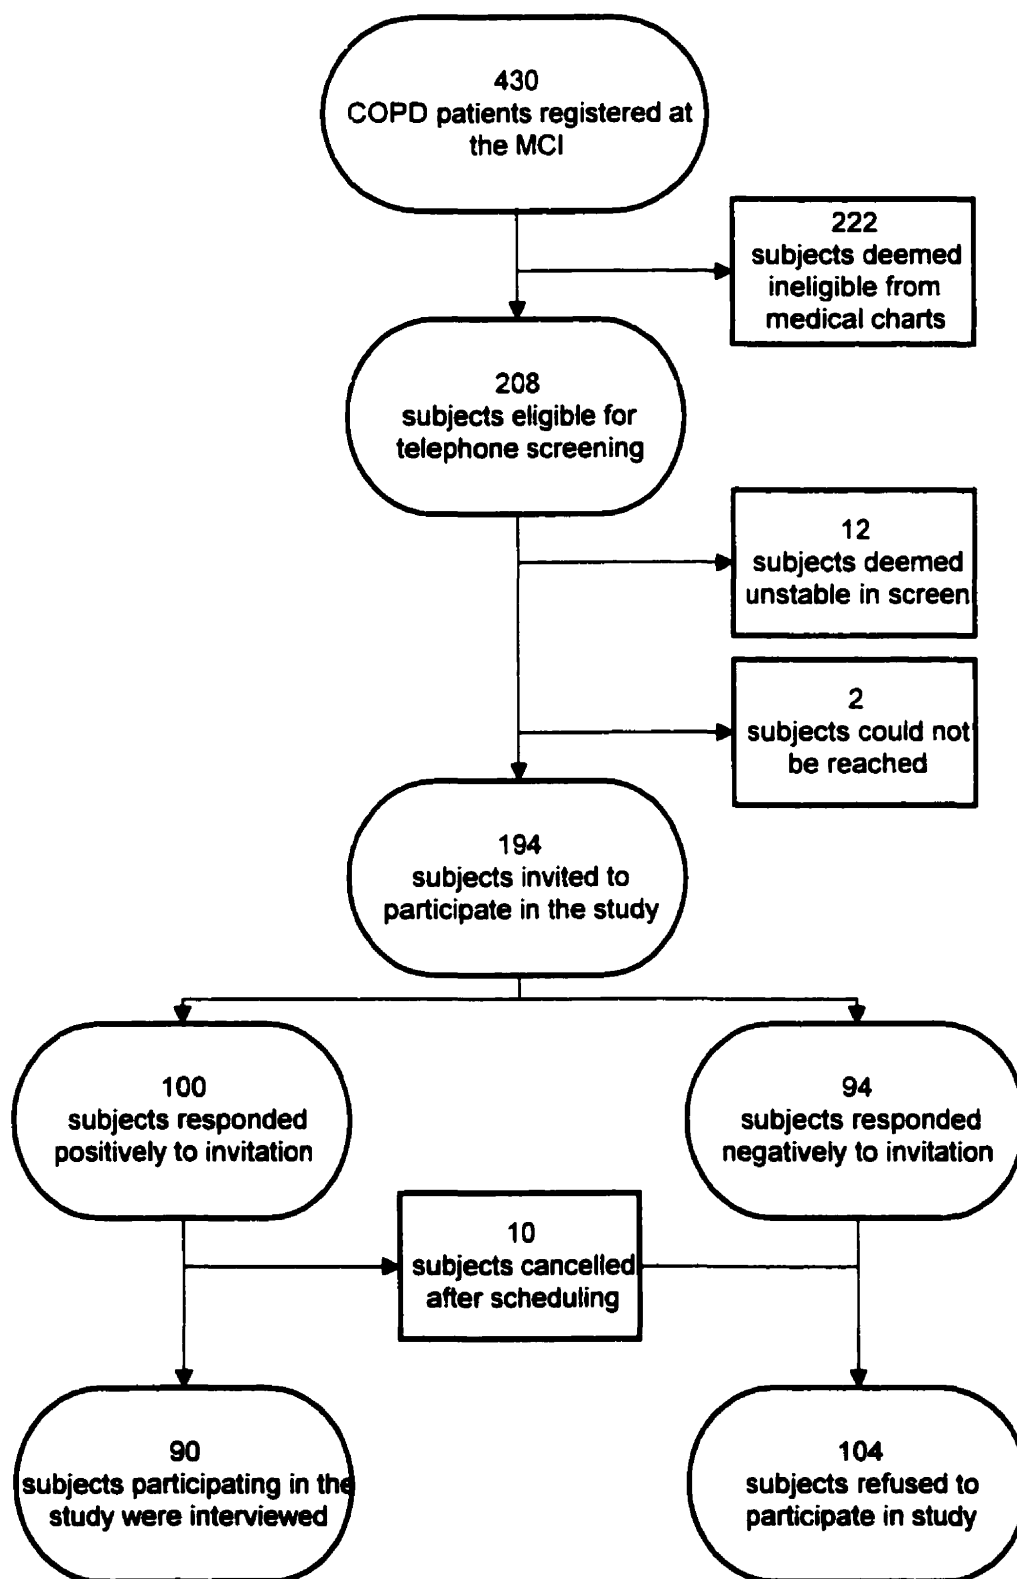 430
COPD patients registered at
the MCI
222
subjects deemed
ineligible from
medical charts
208
subjects eligible for
telephone screening
12
subjects deemed
unstable in screen
2
subjects could not
be reached
194
subjects invited to
participate in the study
100
subjects responded
positively to invitation
94
subjects responded
negatively to invitation
10
subjects cancelled
after scheduling
90
subjects participating in the
study were interviewed
104
subjects refused to
participate in study